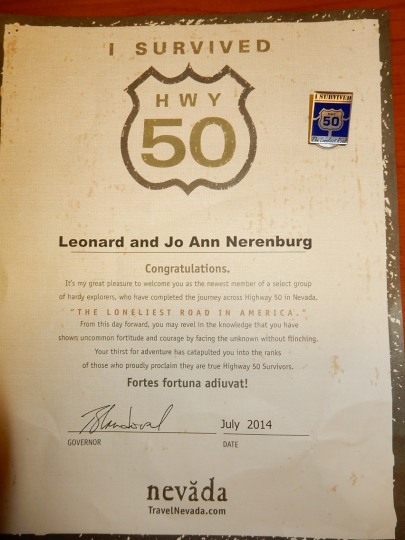 I SURVIVED
HWY
50
I SURVIVED
HWY
50
Leonard and Jo Ann Nerenburg
Congratulations.
It's my great pleasure to welcome you as the newest member of a select group
of hardy explorers, who have completed the journey across Highway 50 in Nevada,
"THE LONELIEST ROAD IN AMERICA."
From this day forward, you may revel in the knowledge that you have
shown uncommon fortitude and courage by facing the unknown without flinching.
Your thirst for adventure has catapulted you into the ranks
of those who proudly proclaim they are true Highway 50 Survivors.
Fortes fortuna adiuvat!
July 2014
GOVERNOR
DATE
nevăda
TravelNevada.com